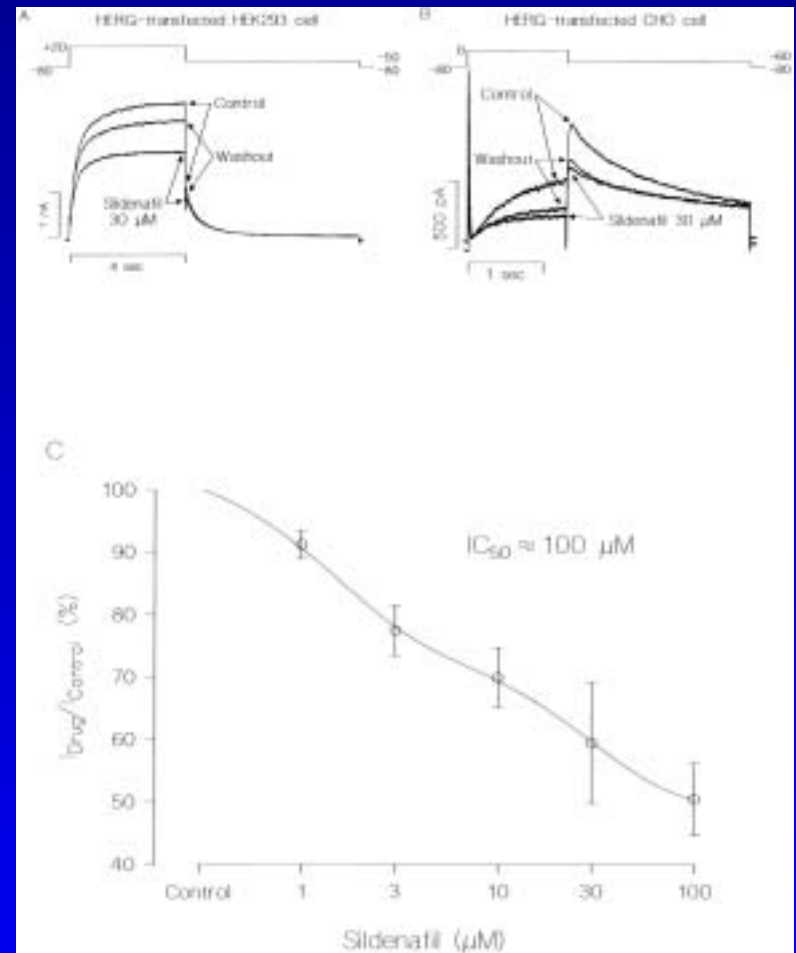 A HERG-transfected HEK293 cell
+20
-80
-50
-80
Control
Washout
Sildenafil
30 μM
1 nA
4 sec
B HERG-transfected CHO cell
0
-80
-60
-80
Control
Washout
Sildenafil 30 μM
500 pA
1 sec
C
100
90
80
70
60
50
40
IC50 ≈ 100 μM
IDrug/IControl (%)
Control 1 3 10 30 100
Sildenafil (μM)